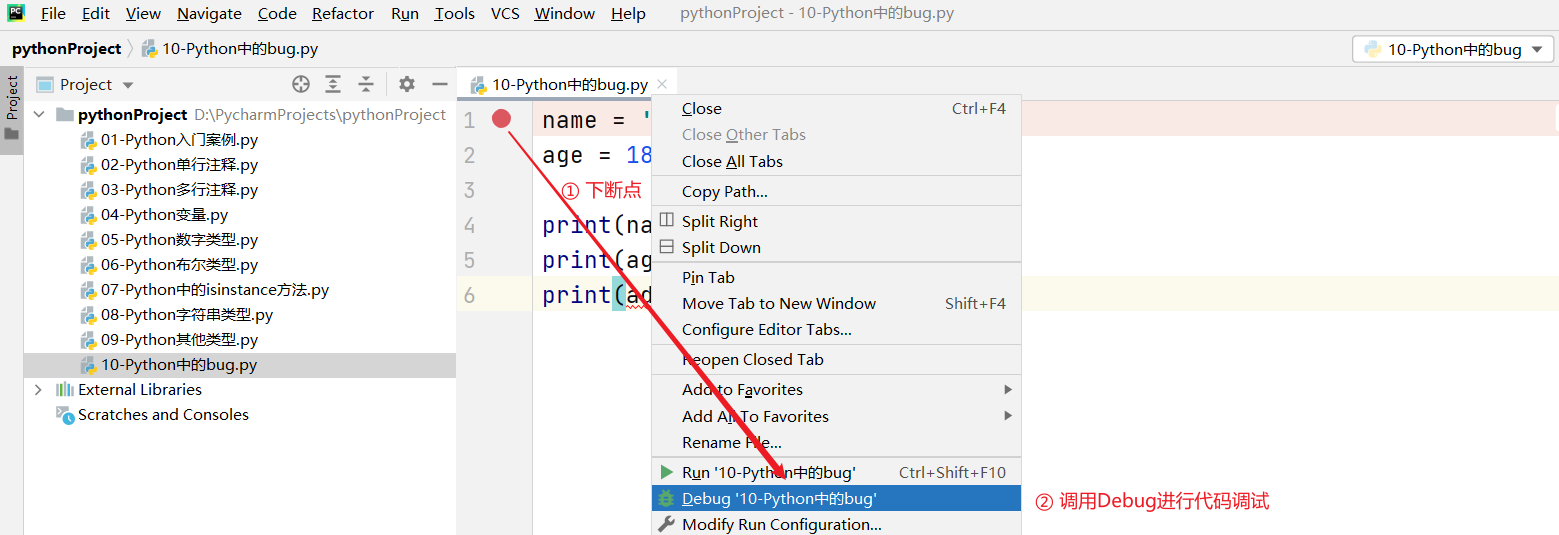 PC File Edit View Navigate Code Refactor Run Tools VCS Window Help pythonProject - 10-Python中的bug.py
pythonProject 10-Python中的bug.py 10-Python中的bug
Project
Project
10-Python中的bug.py
pythonProject D:\PycharmProjects\pythonProject
01-Python入门案例.py
02-Python单行注释.py
03-Python多行注释.py
04-Python变量.py
05-Python数字类型.py
06-Python布尔类型.py
07-Python中的isinstance方法.py
08-Python字符串类型.py
09-Python其他类型.py
10-Python中的bug.py
External Libraries
Scratches and Consoles
1 name = '
2 age = 18
3
4 print(na
5 print(ag
6 print(ad
① 下断点
Close Ctrl+F4
Close Other Tabs
Close All Tabs
Copy Path...
Split Right
Split Down
Pin Tab
Move Tab to New Window Shift+F4
Configure Editor Tabs...
Reopen Closed Tab
Add to Favorites
Add All To Favorites
Rename File...
Run '10-Python中的bug' Ctrl+Shift+F10
Debug '10-Python中的bug'
Modify Run Configuration...
② 调用Debug进行代码调试